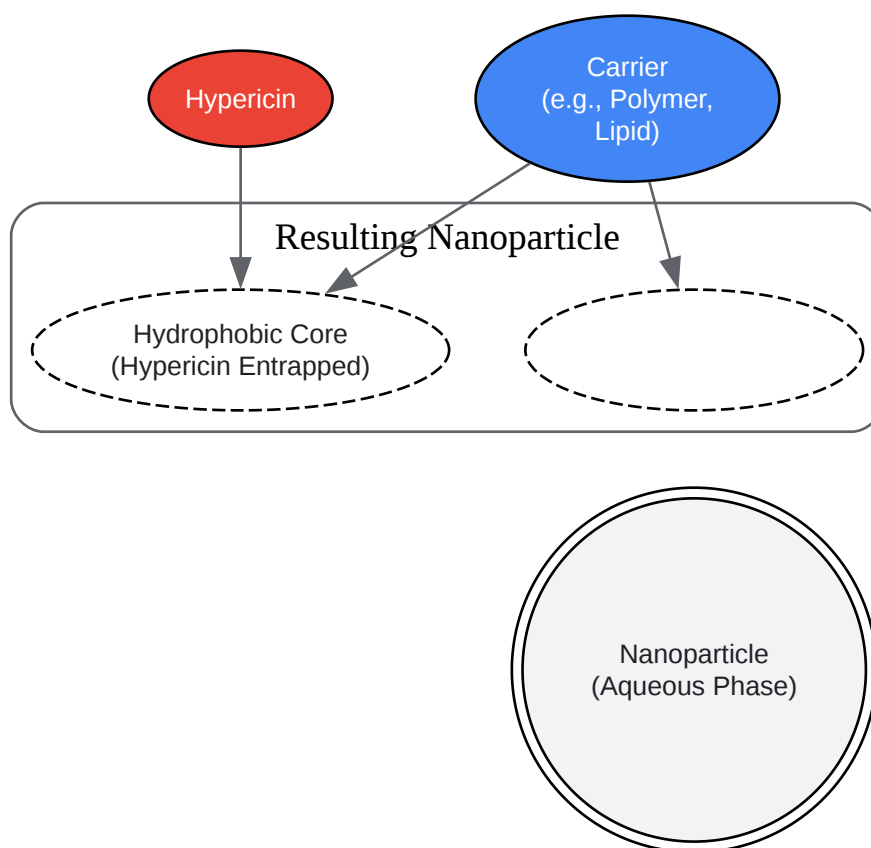 Hypericin
Carrier
(e.g., Polymer,
Lipid)
Resulting Nanoparticle
Hydrophobic Core
(Hypericin Entrapped)
Nanoparticle
(Aqueous Phase)